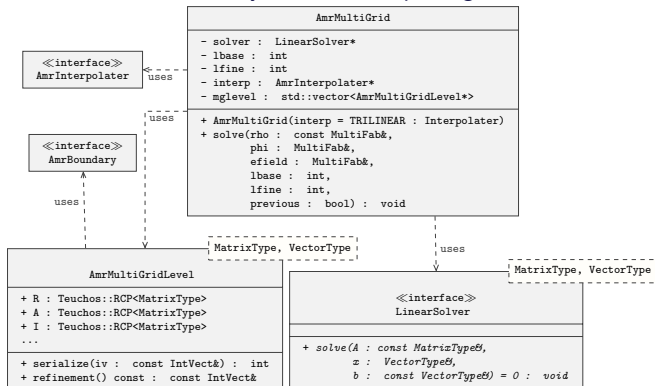 AmrMultiGrid
- solver : LinearSolver*
- lbase : int
- lfine : int
- interp : AmrInterpolater*
- mglevel : std::vector<AmrMultiGridLevel*>
+ AmrMultiGrid(interp = TRILINEAR : Interpolater)
+ solve(rho : const MultiFab&,
phi : MultiFab&,
efield : MultiFab&,
lbase : int,
lfine : int,
previous : bool) : void
≪interface≫
AmrInterpolater
uses
uses
≪interface≫
AmrBoundary
uses
uses
MatrixType, VectorType
AmrMultiGridLevel
+ R : Teuchos::RCP<MatrixType>
+ A : Teuchos::RCP<MatrixType>
+ I : Teuchos::RCP<MatrixType>
...
+ serialize(iv : const IntVect&) : int
+ refinement() const : const IntVect&
MatrixType, VectorType
≪interface≫
LinearSolver
+ solve(A : const MatrixType&,
x : VectorType&,
b : const VectorType&) = 0 : void